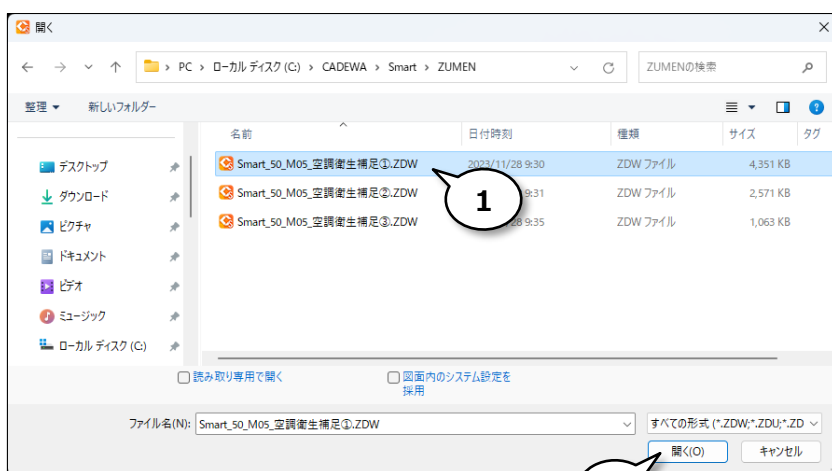 開く
PC › ローカル ディスク (C:) › CADEWA › Smart › ZUMEN
ZUMENの検索
整理 新しいフォルダー
名前 日付時刻 種類 サイズ タグ
デスクトップ
ダウンロード
ピクチャ
ドキュメント
ビデオ
ミュージック
ローカル ディスク (C:)
Smart_50_M05_空調衛生補足①.ZDW 2023/11/28 9:30 ZDW ファイル 4,351 KB
Smart_50_M05_空調衛生補足②.ZDW 9:31 ZDW ファイル 2,571 KB
Smart_50_M05_空調衛生補足③.ZDW 9:35 ZDW ファイル 1,063 KB
1
読み取り専用で開く
図面内のシステム設定を
採用
ファイル名(N): Smart_50_M05_空調衛生補足①.ZDW
すべての形式 (*.ZDW;*.ZDU;*.ZD
開く(O) キャンセル